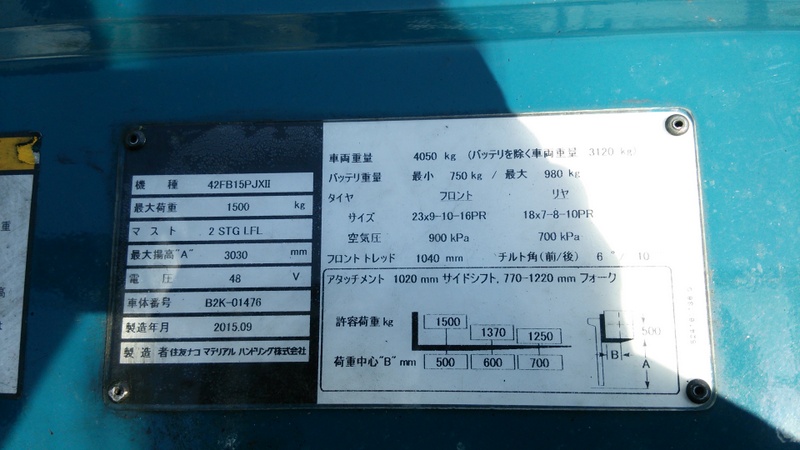 機 種 42FB15PJXⅡ
最大荷重 1500 kg
マスト 2 STG LFL
最大揚高"A" 3030 mm
電 圧 48 V
車体番号 B2K-01476
製造年月 2015.09
製造者 住友ナコ マテリアル ハンドリング株式会社
車両重量 4050 kg (バッテリを除く車両重量 3120 kg)
バッテリ重量 最小 750 kg / 最大 980 kg
タイヤ フロント リヤ
サイズ 23x9-10-16PR 18x7-8-10PR
空気圧 900 kPa 700 kPa
フロントトレッド 1040 mm チルト角(前/後) 6°/ 10
アタッチメント 1020 mm サイドシフト, 770-1220 mm フォーク
許容荷重 kg 1500 1370 1250
荷重中心"B" mm 500 600 700
500
B
A
重
高
は